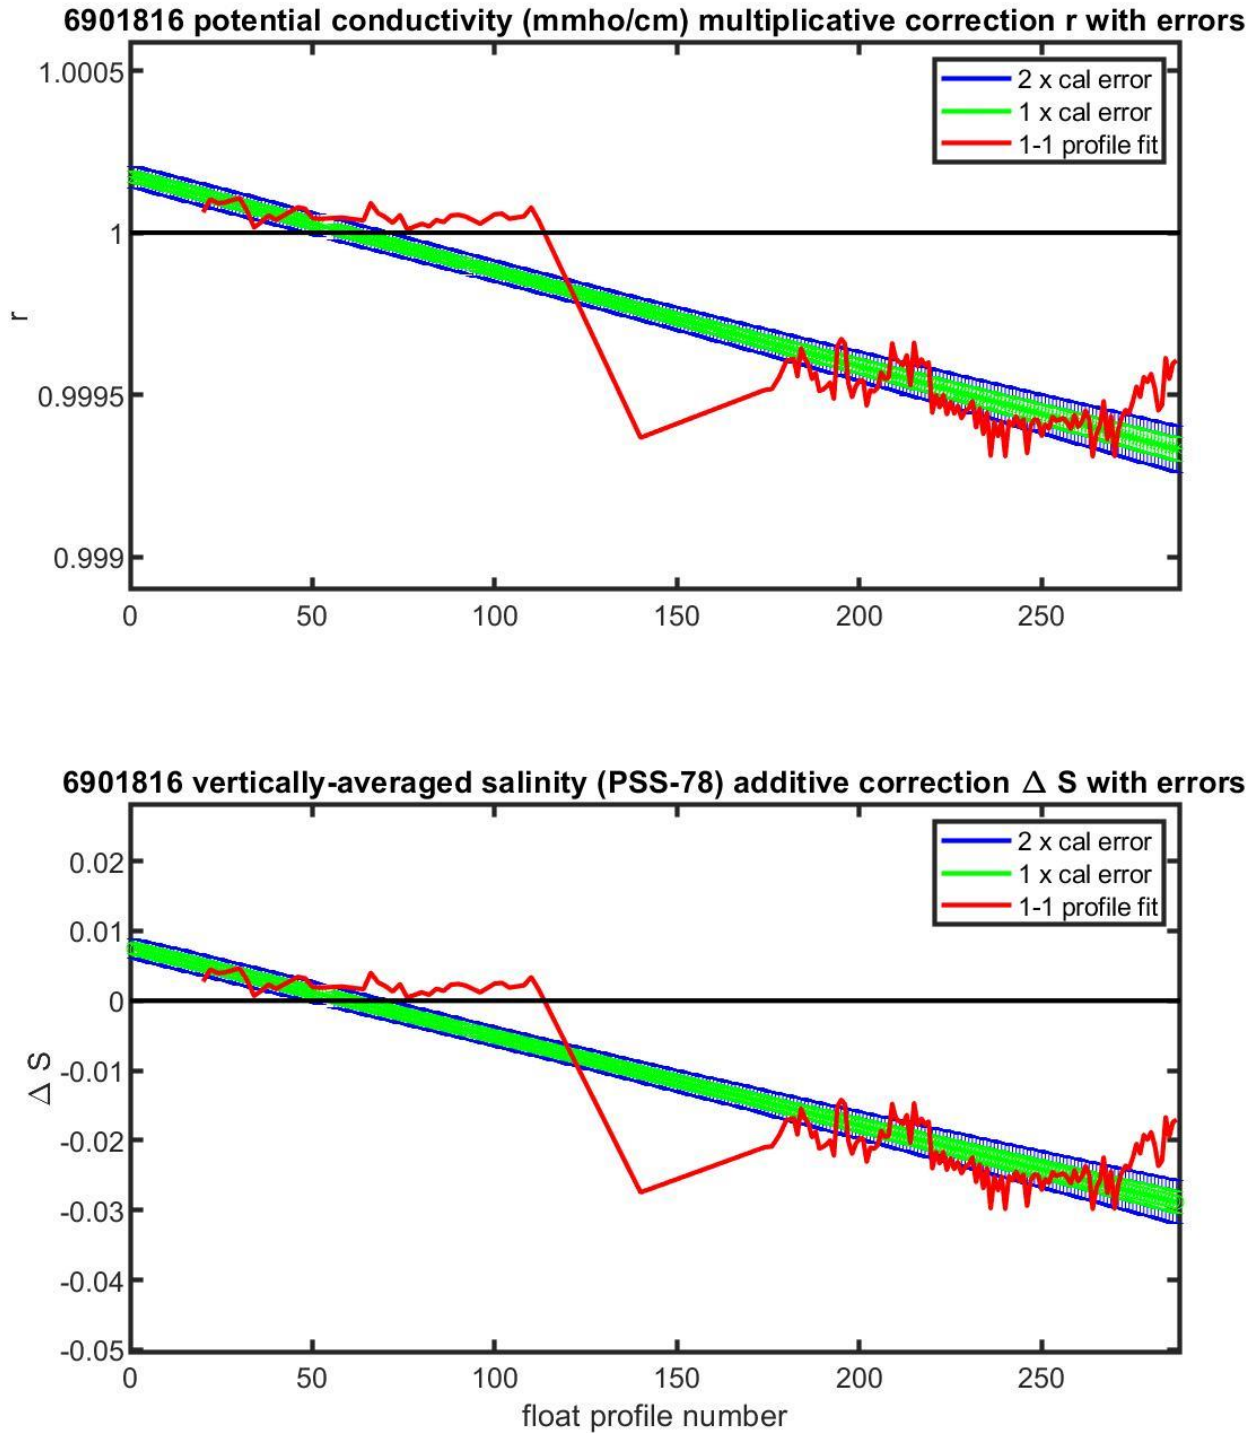 6901816 potential conductivity (mmho/cm) multiplicative correction r with errors
1.0005
1
0.9995
0.999
r
2 x cal error
1 x cal error
1-1 profile fit
0 50 100 150 200 250
6901816 vertically-averaged salinity (PSS-78) additive correction Δ S with errors
0.02
0.01
0
-0.01
-0.02
-0.03
-0.04
-0.05
Δ S
2 x cal error
1 x cal error
1-1 profile fit
0 50 100 150 200 250
float profile number